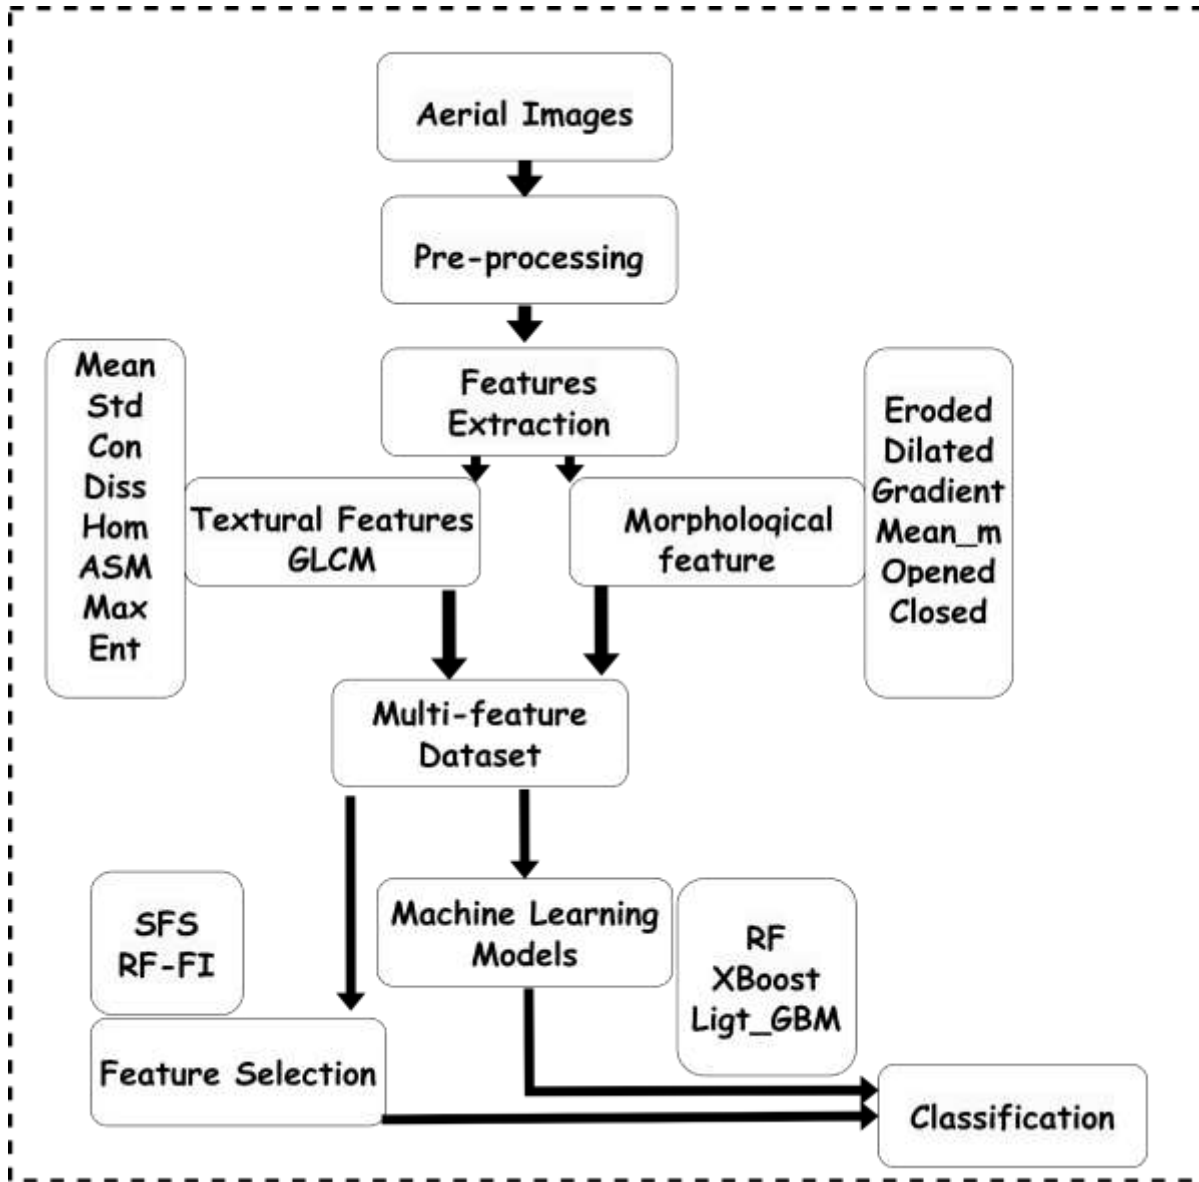 Aerial Images
Pre-processing
Features
Extraction
Mean
Std
Con
Diss
Hom
ASM
Max
Ent
Textural Features
GLCM
Morphological
feature
Eroded
Dilated
Gradient
Mean_m
Opened
Closed
Multi-feature
Dataset
SFS
RF-FI
Machine Learning
Models
RF
XBoost
Ligt_GBM
Feature Selection
Classification